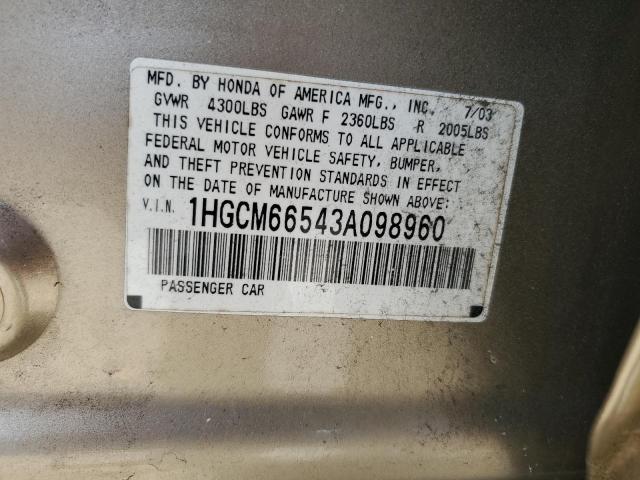 MFD. BY HONDA OF AMERICA MFG., INC. 7/03
GVWR 4300LBS GAWR F 2360LBS R 2005LBS
THIS VEHICLE CONFORMS TO ALL APPLICABLE
FEDERAL MOTOR VEHICLE SAFETY, BUMPER,
AND THEFT PREVENTION STANDARDS IN EFFECT
ON THE DATE OF MANUFACTURE SHOWN ABOVE:
V.I.N. 1HGCM66543A098960
PASSENGER CAR